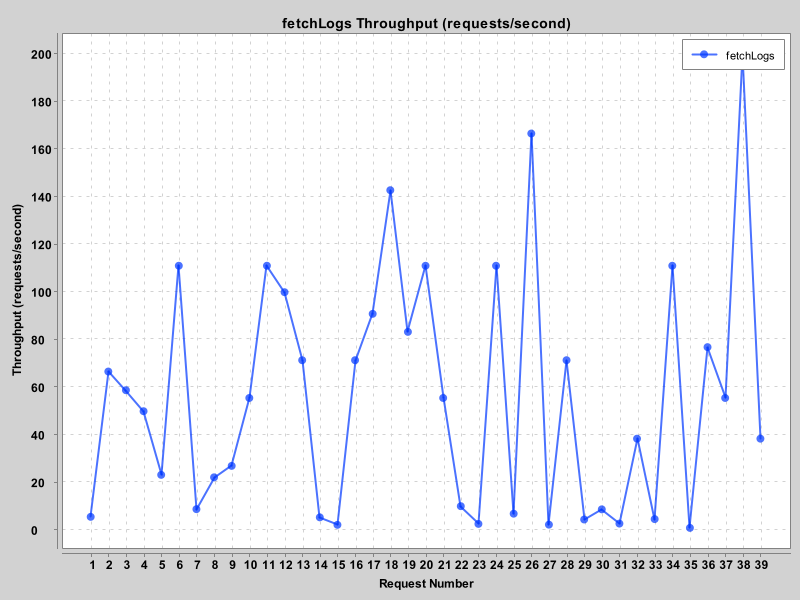 fetchLogs Throughput (requests/second)
fetchLogs
200
180
160
140
120
100
80
60
40
20
0
Throughput (requests/second)
1 2 3 4 5 6 7 8 9 10 11 12 13 14 15 16 17 18 19 20 21 22 23 24 25 26 27 28 29 30 31 32 33 34 35 36 37 38 39
Request Number